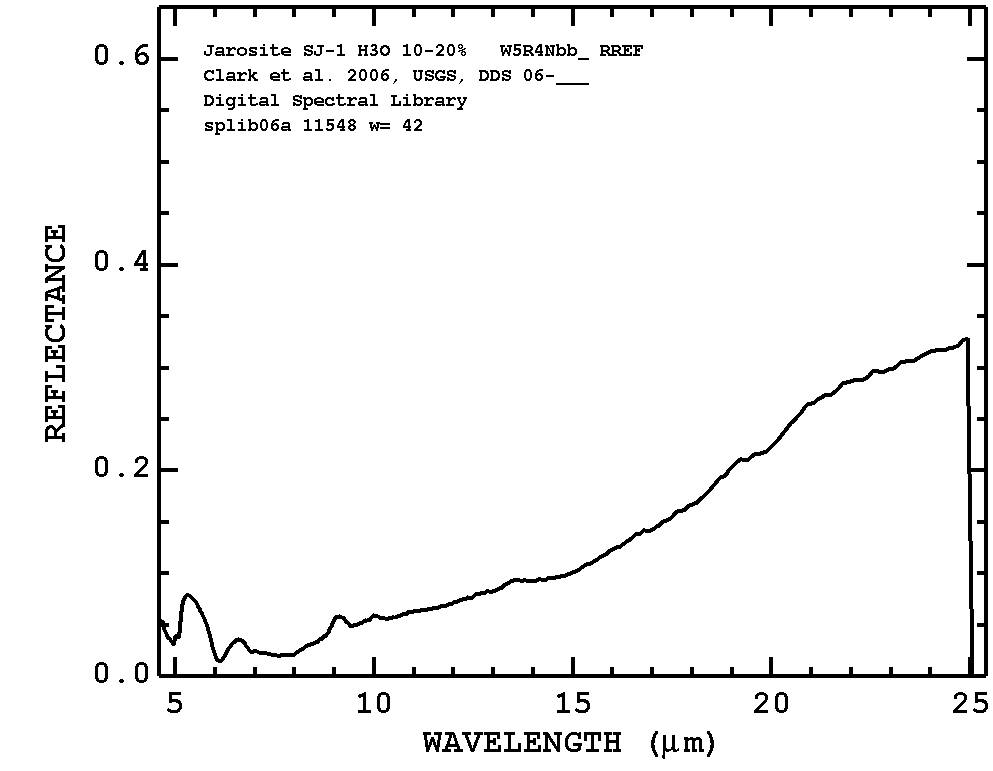 Jarosite SJ-1 H3O 10-20% W5R4Nbb_ RREF
Clark et al. 2006, USGS, DDS 06-___
Digital Spectral Library
splib06a 11548 w= 42
REFLECTANCE
0.6
0.4
0.2
0.0
5 10 15 20 25
WAVELENGTH (μm)